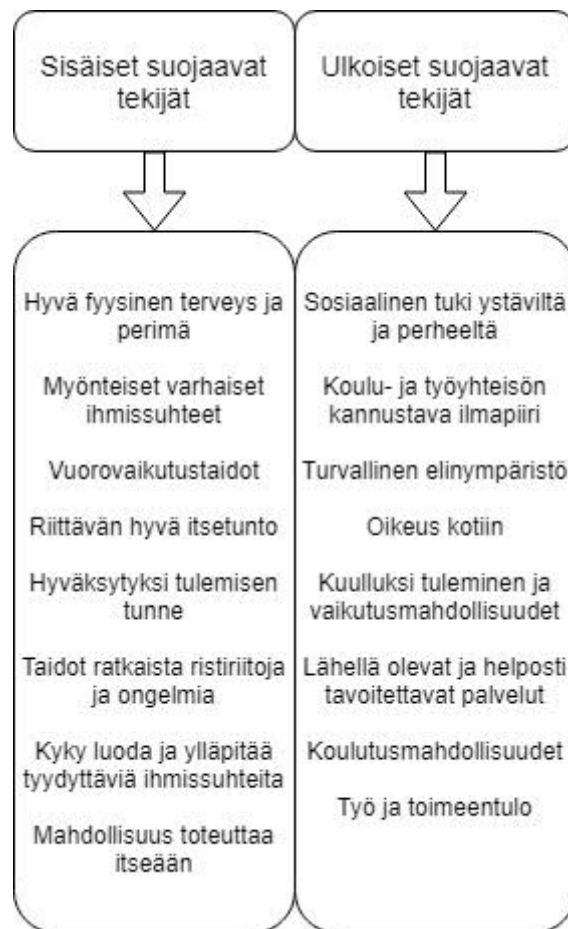 Sisäiset suojaavat
tekijät
Ulkoiset suojaavat
tekijät
Hyvä fyysinen terveys ja
perimä
Myönteiset varhaiset
ihmissuhteet
Vuorovaikutustaidot
Riittävän hyvä itsetunto
Hyväksytyksi tulemisen
tunne
Taidot ratkaista ristiriitoja
ja ongelmia
Kyky luoda ja ylläpitää
tyydyttäviä ihmissuhteita
Mahdollisuus toteuttaa
itseään
Sosiaalinen tuki ystäviltä
ja perheeltä
Koulu- ja työyhteisön
kannustava ilmapiiri
Turvallinen elinympäristö
Oikeus kotiin
Kuulluksi tuleminen ja
vaikutusmahdollisuudet
Lähellä olevat ja helposti
tavoitettavat palvelut
Koulutusmahdollisuudet
Työ ja toimeentulo